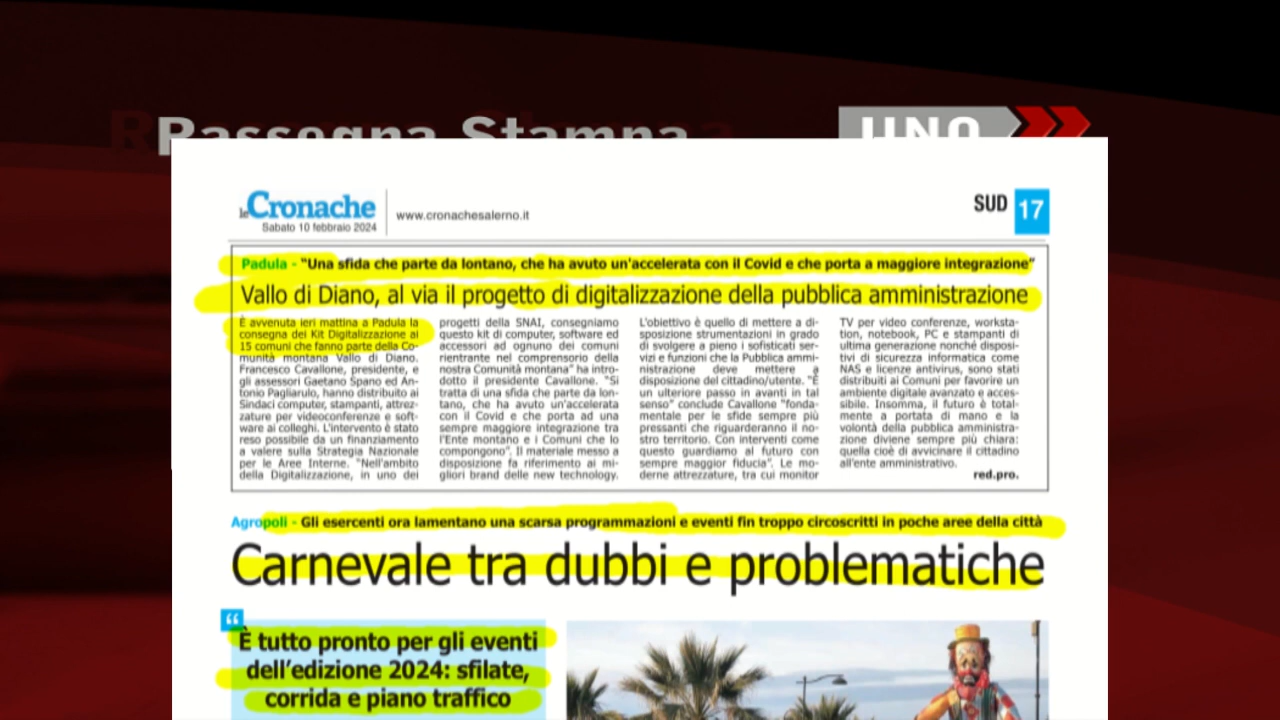 Rassegna Stampa
UNO
leCronache
Sabato 10 febbraio 2024
www.cronachesalerno.it
SUD
17
Padula - “Una sfida che parte da lontano, che ha avuto un'accelerata con il Covid e che porta a maggiore integrazione”
Vallo di Diano, al via il progetto di digitalizzazione della pubblica amministrazione
È avvenuta ieri mattina a Padula la
consegna dei Kit Digitalizzazione ai
15 comuni che fanno parte della Co-
munità montana Vallo di Diano.
Francesco Cavallone, presidente, e
gli assessori Gaetano Spano ed An-
tonio Pagliarulo, hanno distribuito ai
Sindaci computer, stampanti, attrez-
zature per videoconferenze e soft-
ware ai colleghi. L'intervento è stato
reso possibile da un finanziamento
a valere sulla Strategia Nazionale
per le Aree Interne. “Nell'ambito
della Digitalizzazione, in uno dei
progetti della SNAI, consegniamo
questo kit di computer, software ed
accessori ad ognuno dei comuni
rientrante nel comprensorio della
nostra Comunità montana” ha intro-
dotto il presidente Cavallone. “Si
tratta di una sfida che parte da lon-
tano, che ha avuto un'accelerata
con il Covid e che porta ad una
sempre maggiore integrazione tra
l'Ente montano e i Comuni che lo
compongono”. Il materiale messo a
disposizione fa riferimento ai mi-
gliori brand delle new technology.
L'obiettivo è quello di mettere a di-
sposizione strumentazioni in grado
di svolgere a pieno i sofisticati ser-
vizi e funzioni che la Pubblica ammi-
nistrazione deve mettere a
disposizione del cittadino/utente. “È
un ulteriore passo in avanti in tal
senso” conclude Cavallone “fonda-
mentale per le sfide sempre più
pressanti che riguarderanno il no-
stro territorio. Con interventi come
questo guardiamo al futuro con
sempre maggior fiducia”. Le mo-
derne attrezzature, tra cui monitor
TV per video conferenze, worksta-
tion, notebook, PC e stampanti di
ultima generazione nonché disposi-
tivi di sicurezza informatica come
NAS e licenze antivirus, sono stati
distribuiti ai Comuni per favorire un
ambiente digitale avanzato e acces-
sibile. Insomma, il futuro è total-
mente a portata di mano e la
volontà della pubblica amministra-
zione diviene sempre più chiara:
quella cioè di avvicinare il cittadino
all'ente amministrativo.
red.pro.
Agropoli - Gli esercenti ora lamentano una scarsa programmazioni e eventi fin troppo circoscritti in poche aree della città
Carnevale tra dubbi e problematiche
“
È tutto pronto per gli eventi
dell’edizione 2024: sfilate,
corrida e piano traffico